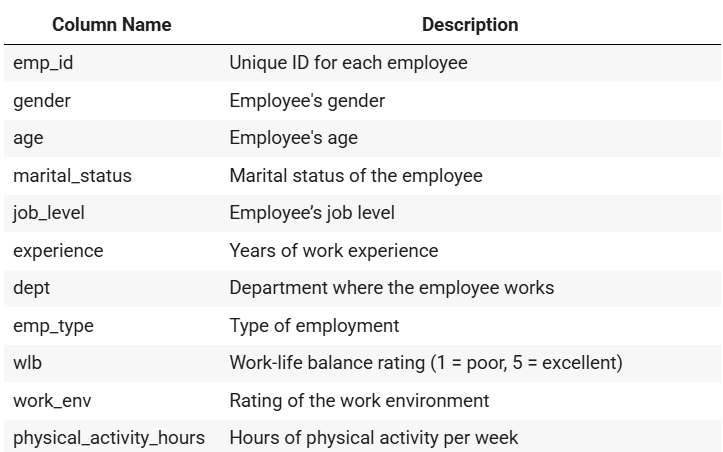 Column Name Description
emp_id Unique ID for each employee
gender Employee's gender
age Employee's age
marital_status Marital status of the employee
job_level Employee’s job level
experience Years of work experience
dept Department where the employee works
emp_type Type of employment
wlb Work-life balance rating (1 = poor, 5 = excellent)
work_env Rating of the work environment
physical_activity_hours Hours of physical activity per week